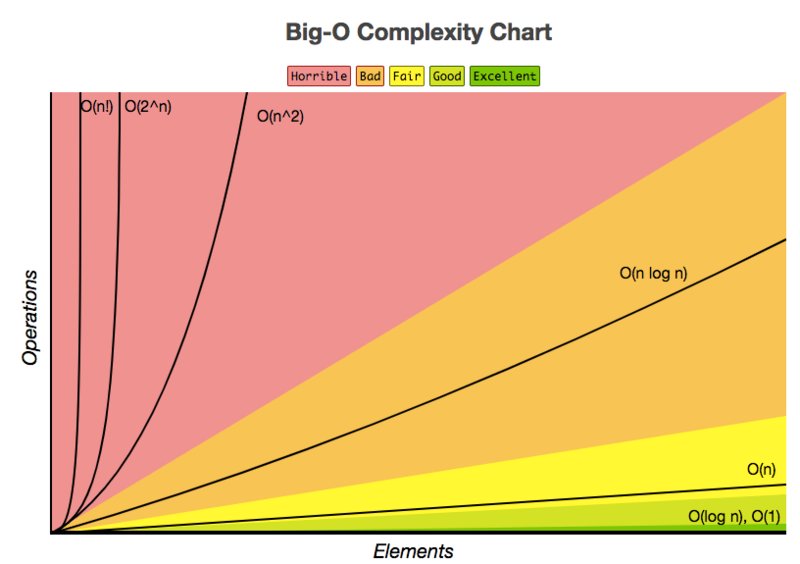 Big-O Complexity Chart
Horrible Bad Fair Good Excellent
O(n!) O(2^n)
O(n^2)
O(n log n)
Operations
O(n)
O(log n), O(1)
Elements